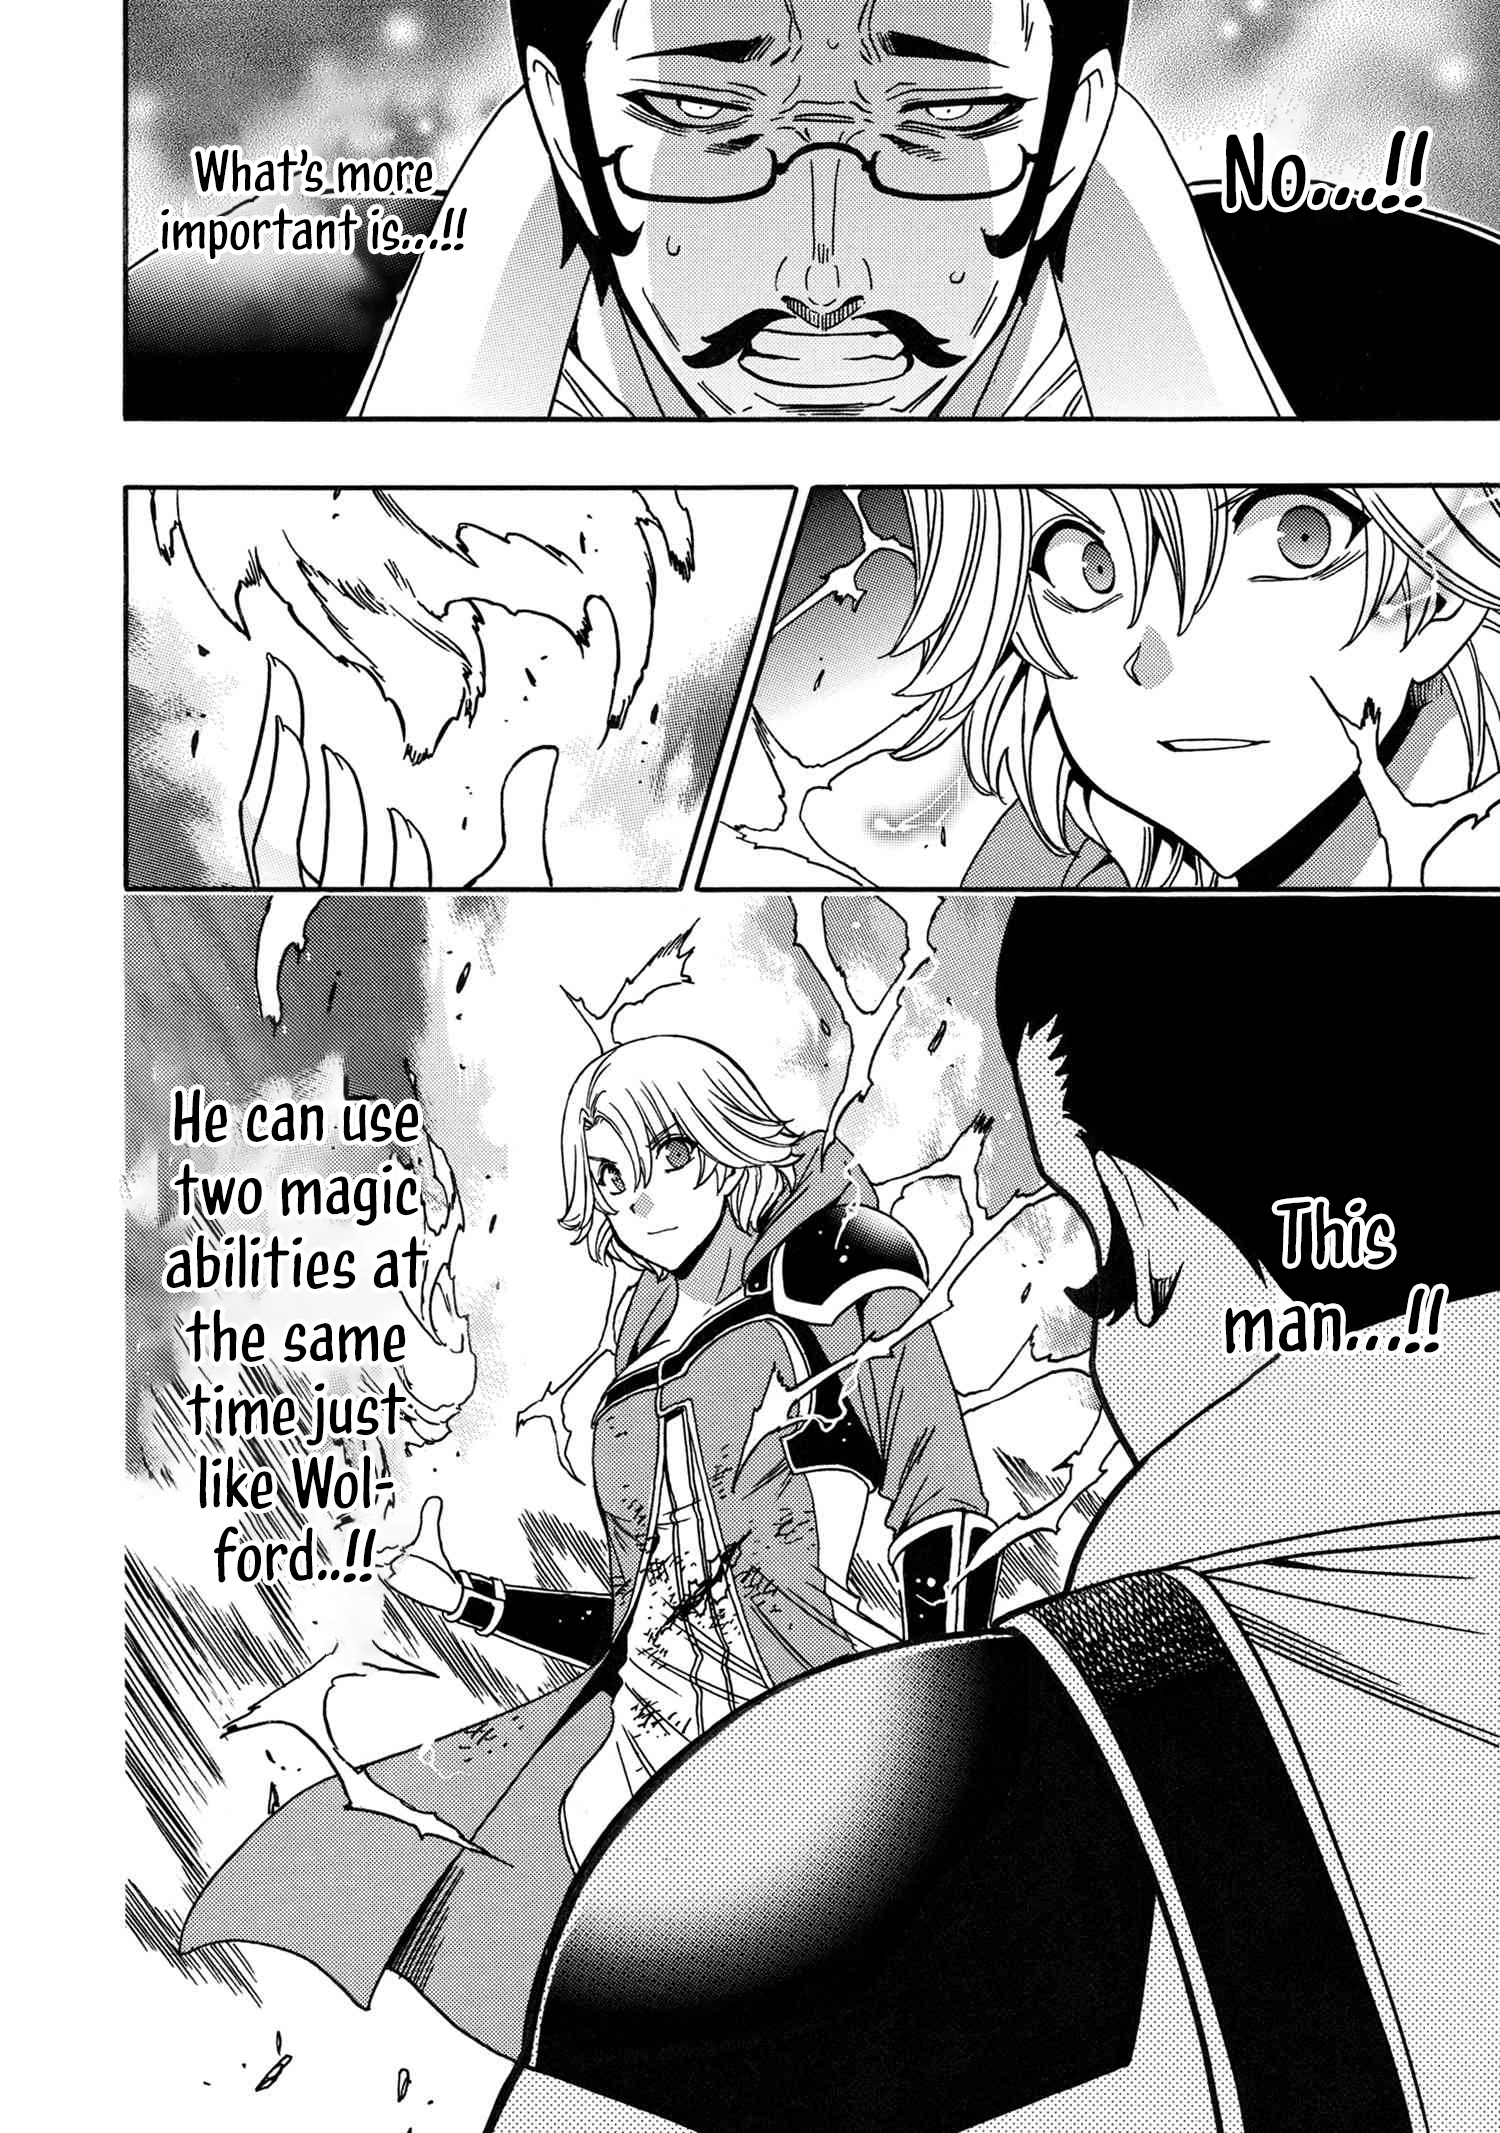 No...!!
What's more
important is...!!
This
man...!!
He can use
two magic
abilities at
the same
time just
like Wol-
ford..!!